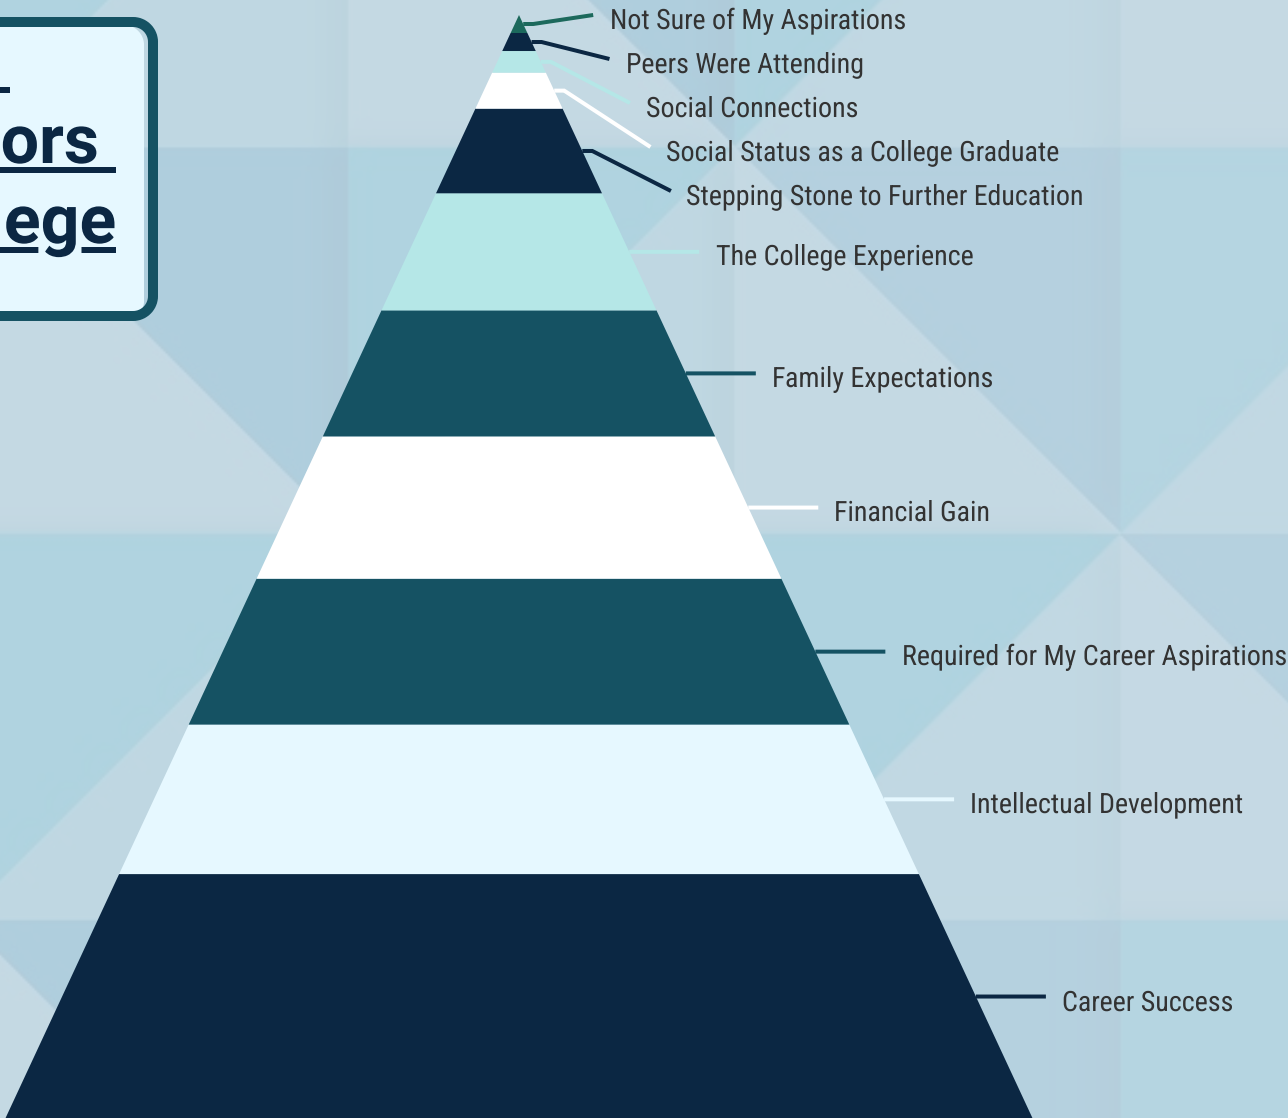 ors
ege
Not Sure of My Aspirations
Peers Were Attending
Social Connections
Social Status as a College Graduate
Stepping Stone to Further Education
The College Experience
Family Expectations
Financial Gain
Required for My Career Aspirations
Intellectual Development
Career Success